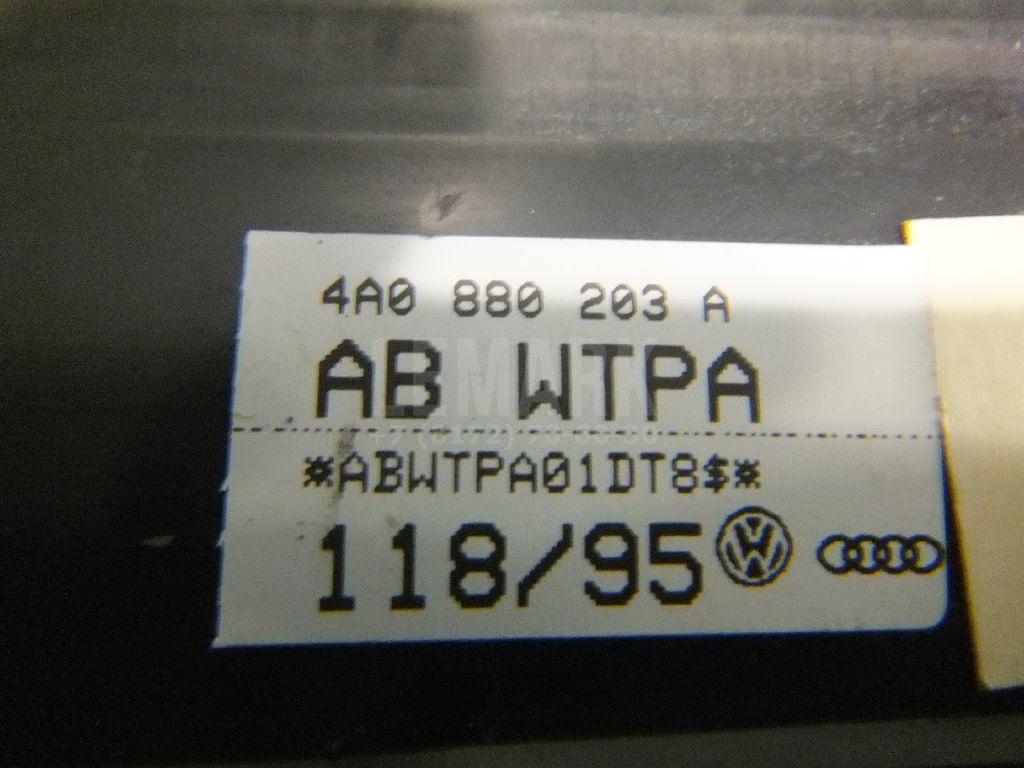 4A0 880 203 A
AB WTPA
*ABWTPA01DT8$*
118/95